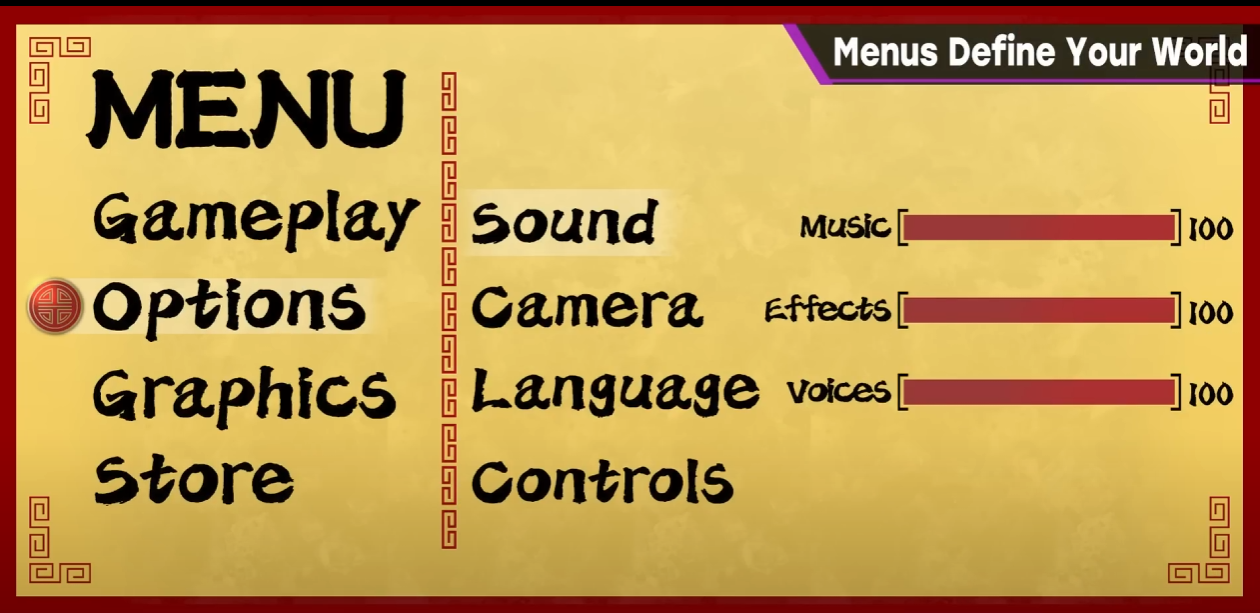 Menus Define Your World
MENU
Gameplay
Options
Graphics
Store
Sound
Camera
Language
Controls
Music [ ] 100
Effects [ ] 100
Voices [ ] 100